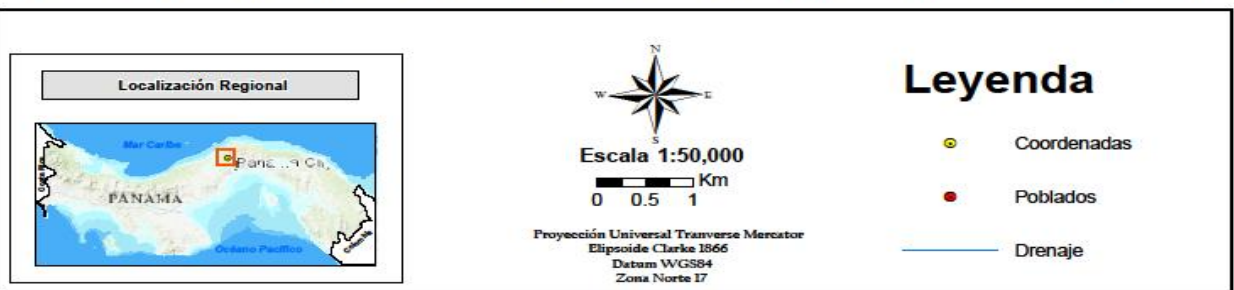 Localización Regional
Mar Caribe
PANAMA
Océano Pacífico
N
W
E
S
Escala 1:50,000
Km
0 0.5 1
Proyección Universal Tranverse Mercator
Elipsoide Clarke 1866
Datum WGS84
Zona Norte 17
Leyenda
Coordenadas
Poblados
Drenaje